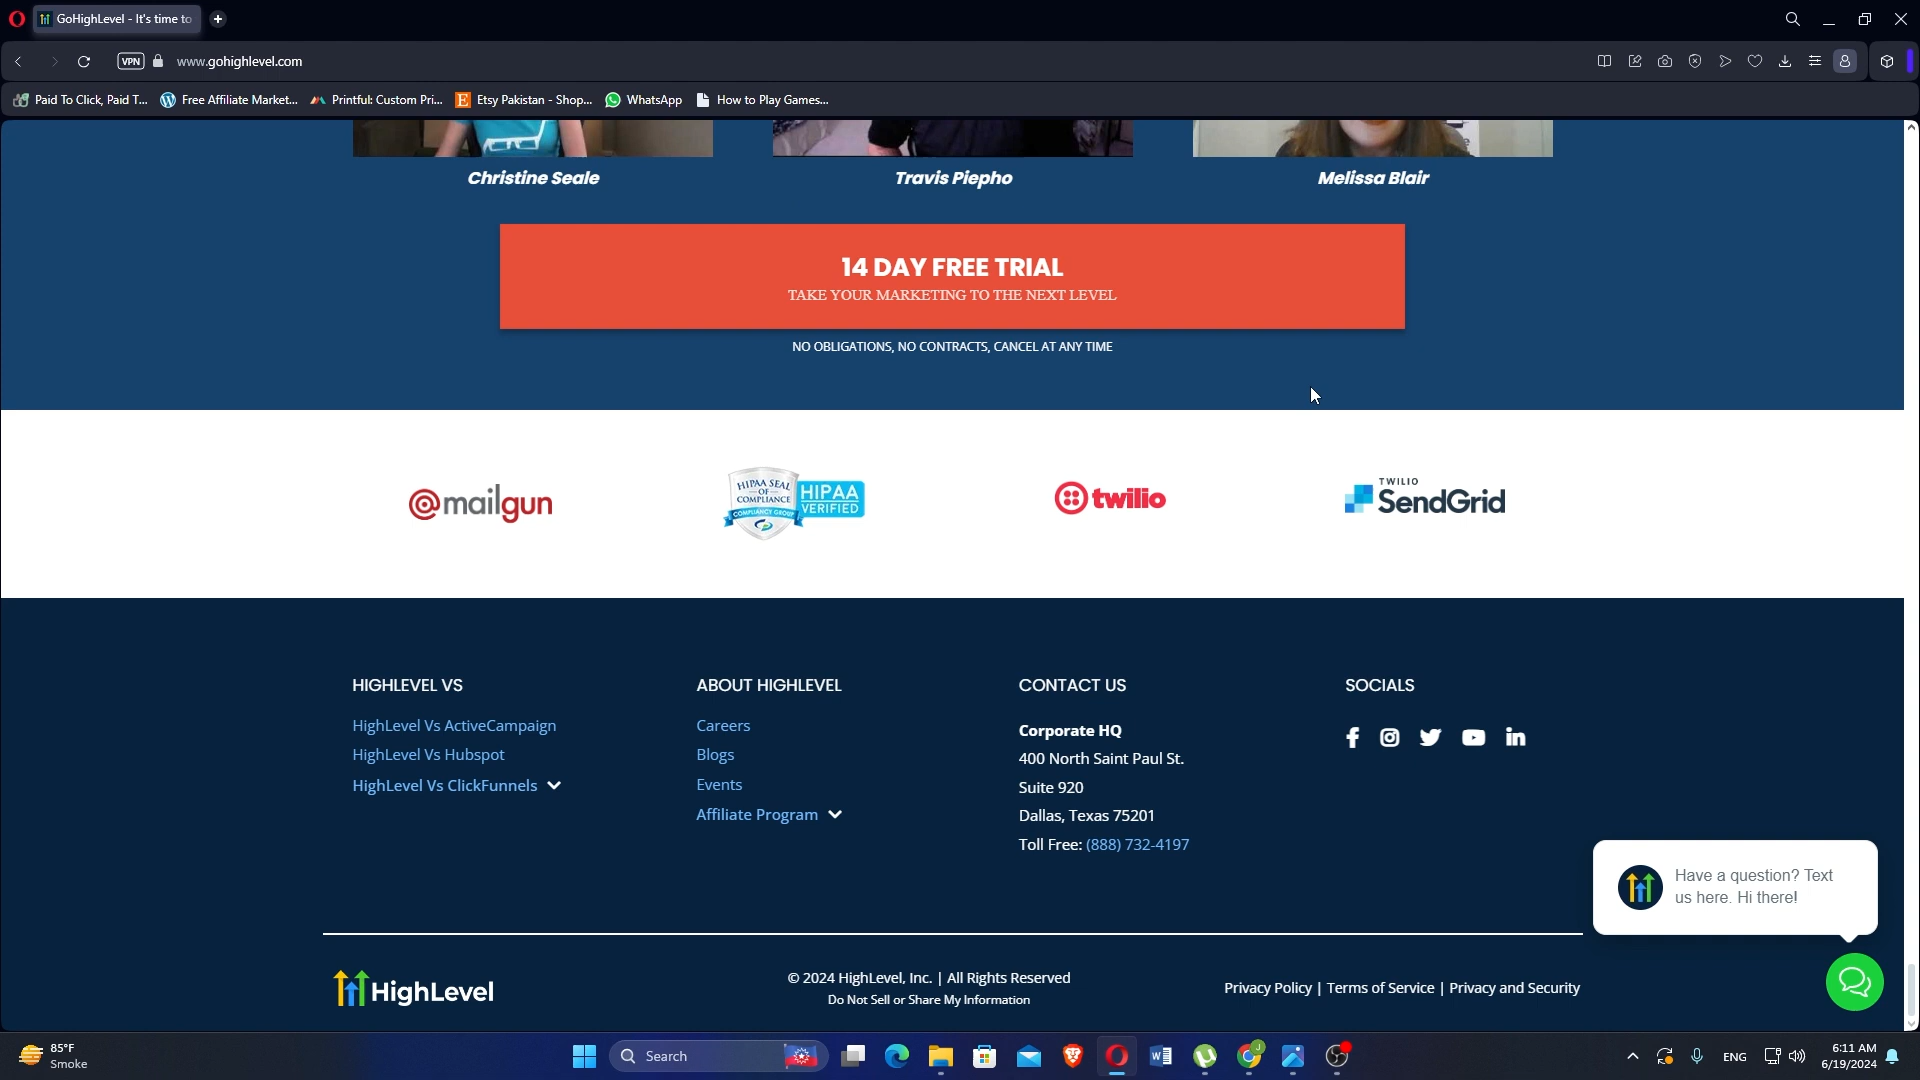 GoHighLevel - It's time to
VPN
www.gohighlevel.com
Paid To Click, Paid T...
Free Affiliate Market...
Printful: Custom Pri...
Etsy Pakistan - Shop...
WhatsApp
How to Play Games...
Christine Seale
Travis Piepho
Melissa Blair
14 DAY FREE TRIAL
TAKE YOUR MARKETING TO THE NEXT LEVEL
NO OBLIGATIONS, NO CONTRACTS, CANCEL AT ANY TIME
mailgun
HIPAA SEAL
OF
COMPLIANCE
COMPLIANCY GROUP
HIPAA
VERIFIED
twilio
TWILIO
SendGrid
HIGHLEVEL VS
HighLevel Vs ActiveCampaign
HighLevel Vs Hubspot
HighLevel Vs ClickFunnels
ABOUT HIGHLEVEL
Careers
Blogs
Events
Affiliate Program
CONTACT US
Corporate HQ
400 North Saint Paul St.
Suite 920
Dallas, Texas 75201
Toll Free: (888) 732-4197
SOCIALS
Have a question? Text
us here. Hi there!
HighLevel
© 2024 HighLevel, Inc. | All Rights Reserved
Do Not Sell or Share My Information
Privacy Policy | Terms of Service | Privacy and Security
85°F
Smoke
Search
ENG
6:11 AM
6/19/2024